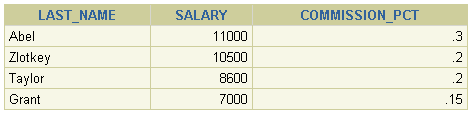 LAST_NAME SALARY COMMISSION_PCT
Abel 11000 .3
Zlotkey 10500 .2
Taylor 8600 .2
Grant 7000 .15